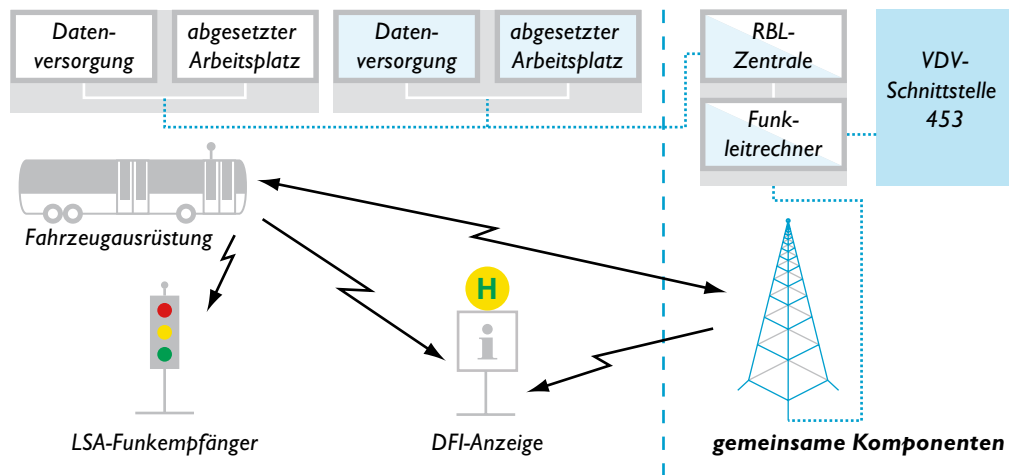 Daten-
versorgung
abgesetzter
Arbeitsplatz
Daten-
versorgung
abgesetzter
Arbeitsplatz
RBL-
Zentrale
VDV-
Schnittstelle
453
Funk-
leitrechner
Fahrzeugausrüstung
H
i
LSA-Funkempfänger
DFI-Anzeige
gemeinsame Komponenten